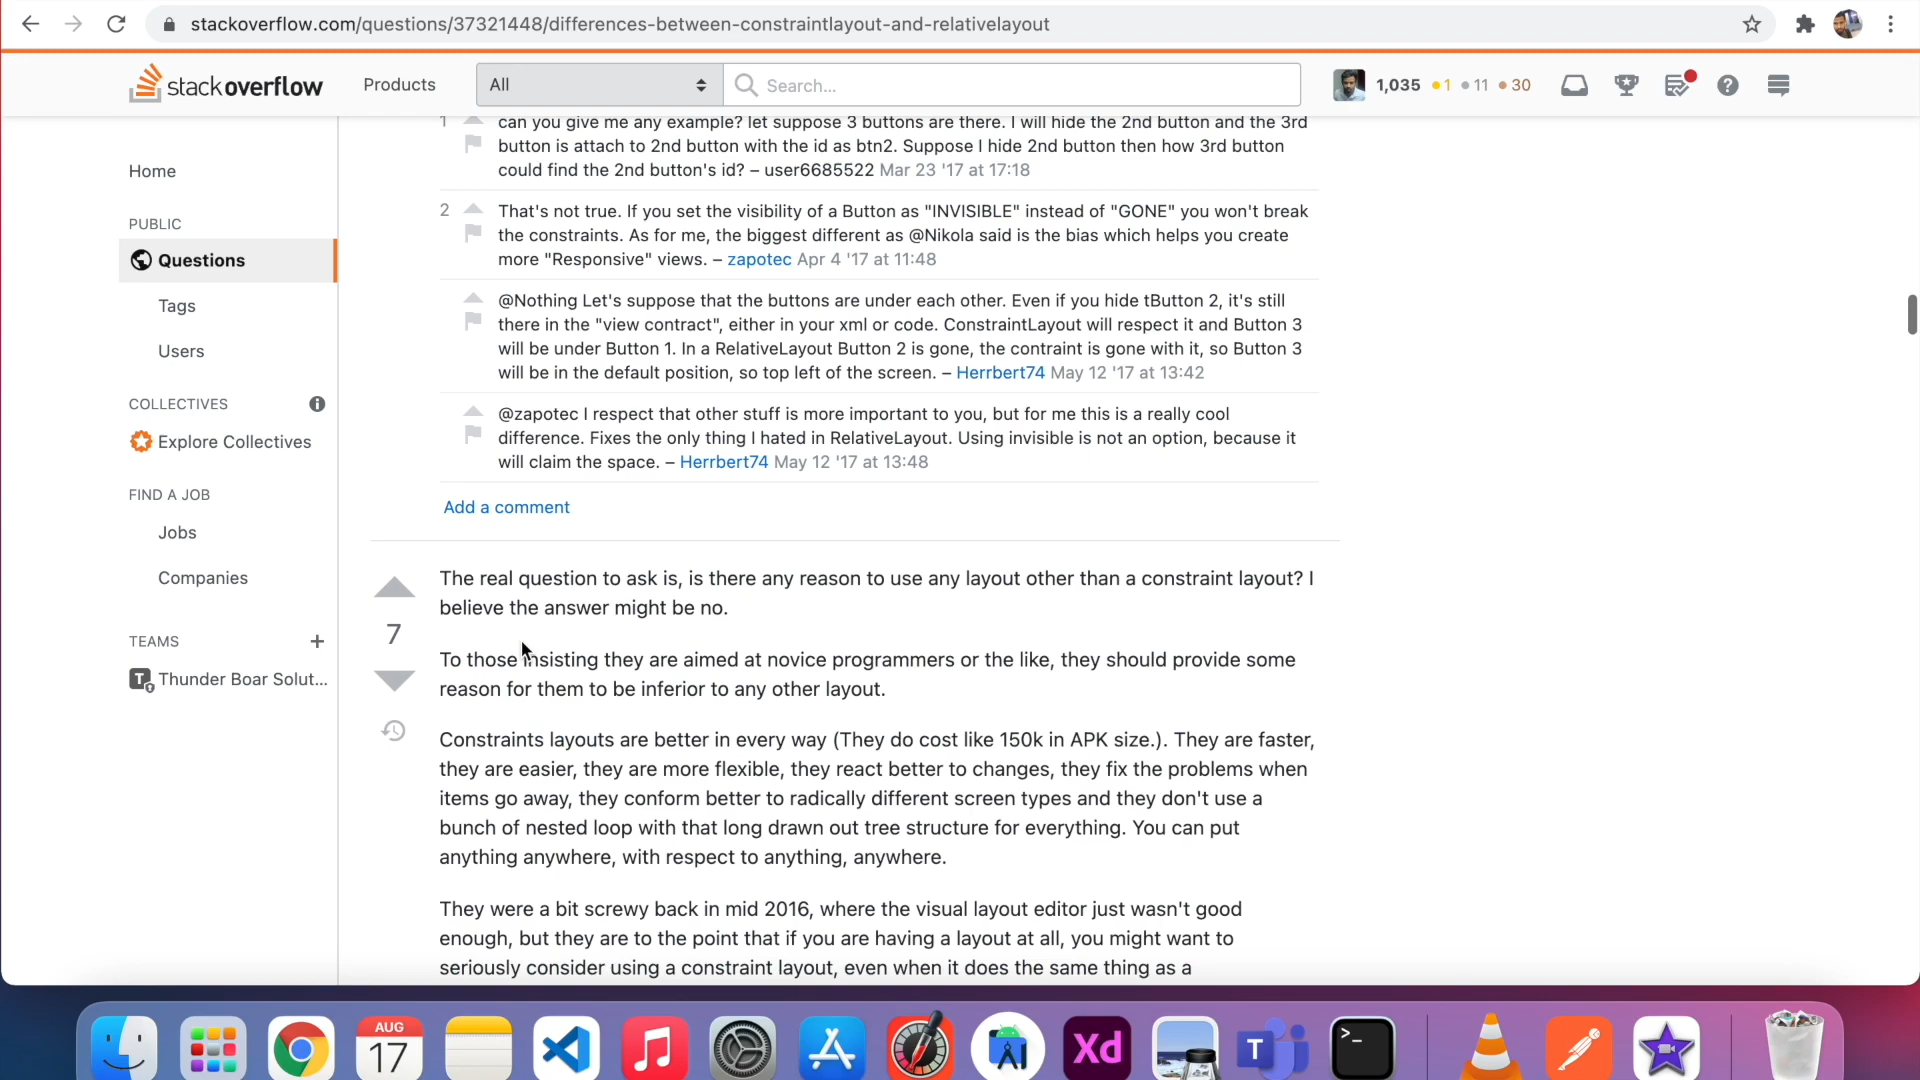 stackoverflow.com/questions/37321448/differences-between-constraintlayout-and-relativelayout
stackoverflow
Products
All
Search...
1,035 1 11 30
Home
PUBLIC
Questions
Tags
Users
COLLECTIVES
Explore Collectives
FIND A JOB
Jobs
Companies
TEAMS
Thunder Boar Solut...
1
can you give me any example? let suppose 3 buttons are there. I will hide the 2nd button and the 3rd
button is attach to 2nd button with the id as btn2. Suppose I hide 2nd button then how 3rd button
could find the 2nd button's id? – user6685522 Mar 23 '17 at 17:18
2
That's not true. If you set the visibility of a Button as "INVISIBLE" instead of "GONE" you won't break
the constraints. As for me, the biggest different as @Nikola said is the bias which helps you create
more "Responsive" views. – zapotec Apr 4 '17 at 11:48
@Nothing Let's suppose that the buttons are under each other. Even if you hide tButton 2, it's still
there in the "view contract", either in your xml or code. ConstraintLayout will respect it and Button 3
will be under Button 1. In a RelativeLayout Button 2 is gone, the contraint is gone with it, so Button 3
will be in the default position, so top left of the screen. – Herrbert74 May 12 '17 at 13:42
@zapotec I respect that other stuff is more important to you, but for me this is a really cool
difference. Fixes the only thing I hated in RelativeLayout. Using invisible is not an option, because it
will claim the space. – Herrbert74 May 12 '17 at 13:48
Add a comment
7
The real question to ask is, is there any reason to use any layout other than a constraint layout? I
believe the answer might be no.
To those insisting they are aimed at novice programmers or the like, they should provide some
reason for them to be inferior to any other layout.
Constraints layouts are better in every way (They do cost like 150k in APK size.). They are faster,
they are easier, they are more flexible, they react better to changes, they fix the problems when
items go away, they conform better to radically different screen types and they don't use a
bunch of nested loop with that long drawn out tree structure for everything. You can put
anything anywhere, with respect to anything, anywhere.
They were a bit screwy back in mid 2016, where the visual layout editor just wasn't good
enough, but they are to the point that if you are having a layout at all, you might want to
seriously consider using a constraint layout, even when it does the same thing as a
AUG
17
Xd
T
>_